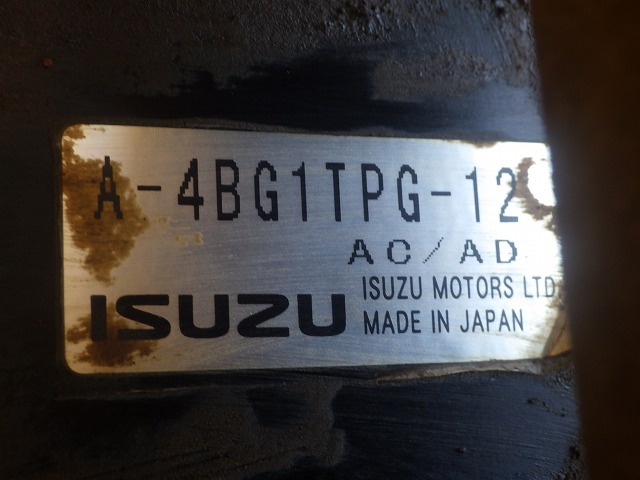 A-4BG1TPG-12
AC/AD
ISUZU
ISUZU MOTORS LTD
MADE IN JAPAN